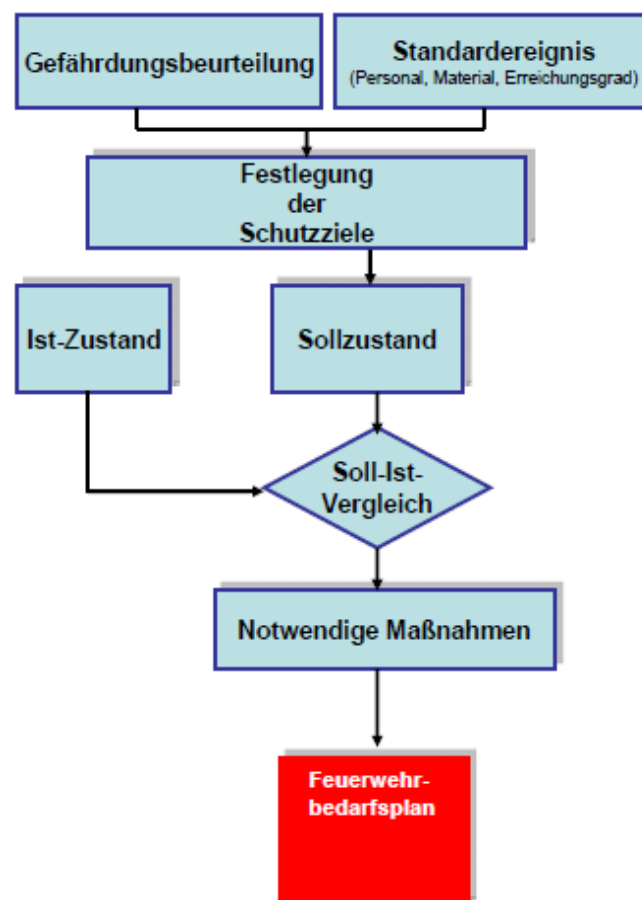 Gefährdungsbeurteilung
Standardereignis
(Personal, Material, Erreichungsgrad)
Festlegung
der
Schutzziele
Ist-Zustand
Sollzustand
Soll-Ist-
Vergleich
Notwendige Maßnahmen
Feuerwehr-
bedarfsplan